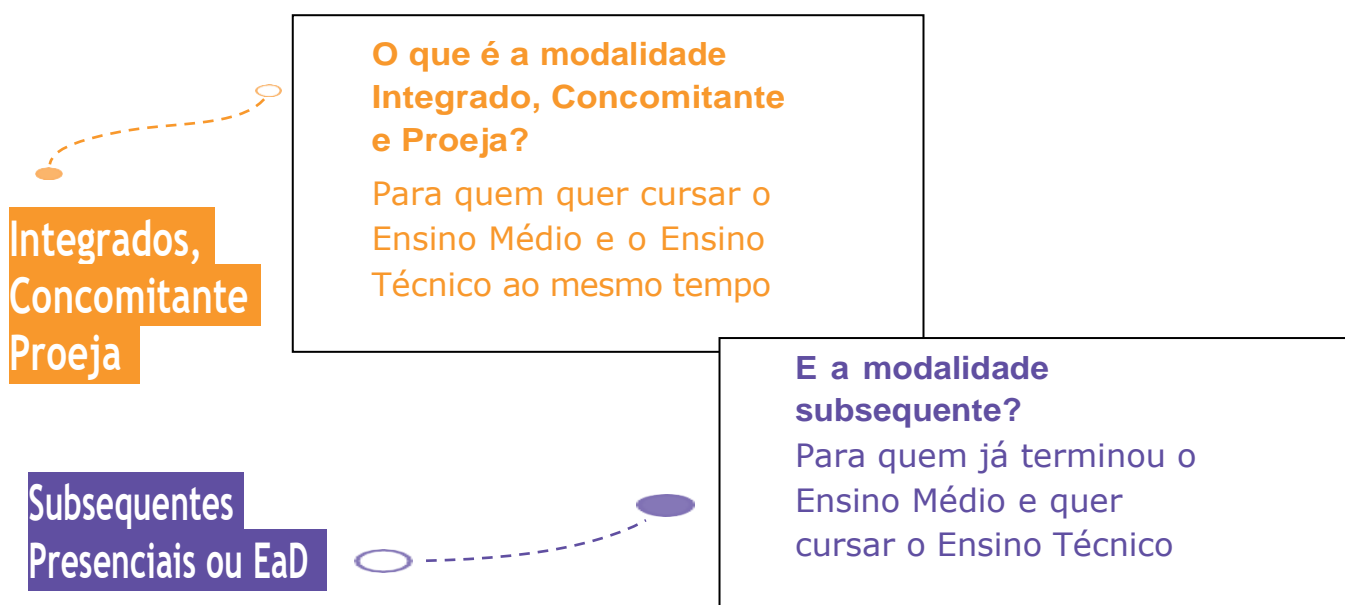 O que é a modalidade
Integrado, Concomitante
e Proeja?
Para quem quer cursar o
Ensino Médio e o Ensino
Técnico ao mesmo tempo
Integrados,
Concomitante
Proeja
E a modalidade
subsequente?
Para quem já terminou o
Ensino Médio e quer
cursar o Ensino Técnico
Subsequentes
Presenciais ou EaD